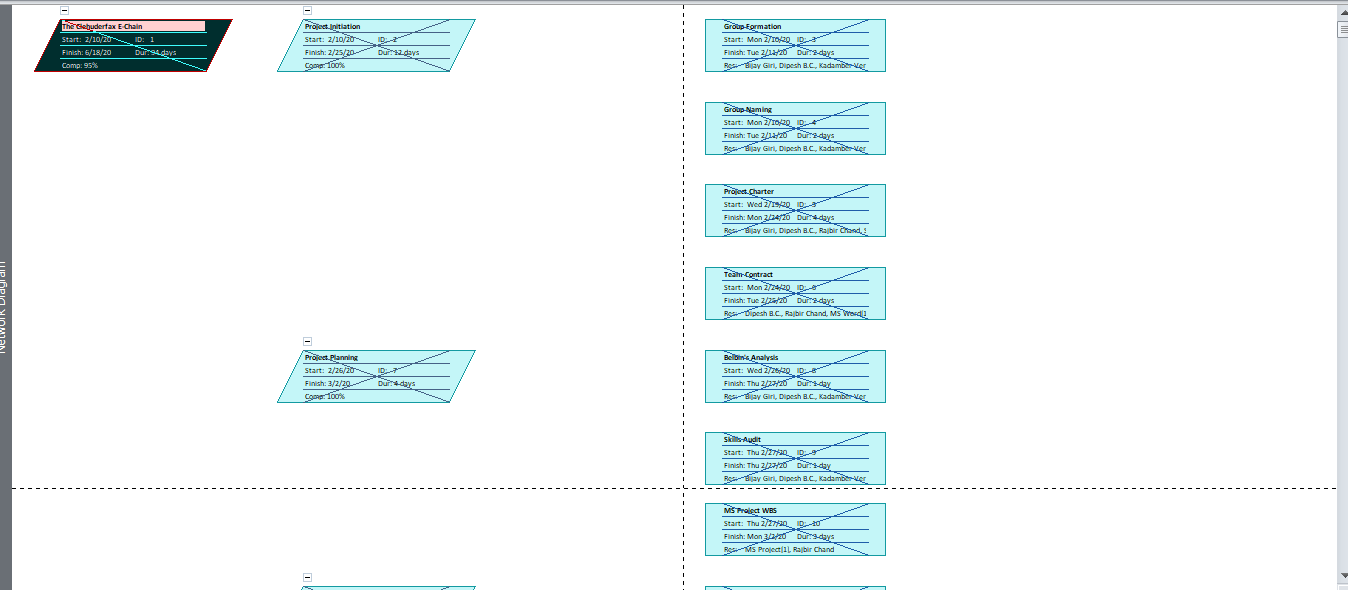 Network Diagram
The Clenuderfax E-Chain
Start: 2/10/20 ID: 1
Finish: 6/18/20 Dur: 94 days
Comp: 95%
Project Initiation
Start: 2/10/20 ID: 2
Finish: 2/25/20 Dur: 12 days
Comp: 100%
Group Formation
Start: Mon 2/10/20 ID: 3
Finish: Tue 2/11/20 Dur: 2 days
Res: Bijay Giri, Dipesh B.C., Kadamber Ver
Group Naming
Start: Mon 2/10/20 ID: 4
Finish: Tue 2/11/20 Dur: 2 days
Res: Bijay Giri, Dipesh B.C., Kadamber Ver
Project Charter
Start: Wed 2/19/20 ID: 5
Finish: Mon 2/24/20 Dur: 4 days
Res: Bijay Giri, Dipesh B.C., Rajbir Chand,
Team Contract
Start: Mon 2/24/20 ID: 6
Finish: Tue 2/25/20 Dur: 2 days
Res: Dipesh B.C., Rajbir Chand, MS Word[1
Project Planning
Start: 2/26/20 ID: 7
Finish: 3/2/20 Dur: 4 days
Comp: 100%
Belbin's Analysis
Start: Wed 2/26/20 ID: 8
Finish: Thu 2/27/20 Dur: 1 day
Res: Bijay Giri, Dipesh B.C., Kadamber Ver
Skills Audit
Start: Thu 2/27/20 ID: 9
Finish: Thu 2/27/20 Dur: 1 day
Res: Bijay Giri, Dipesh B.C., Kadamber Ver
MS Project WBS
Start: Thu 2/27/20 ID: 10
Finish: Mon 3/2/20 Dur: 3 days
Res: MS Project[1], Rajbir Chand